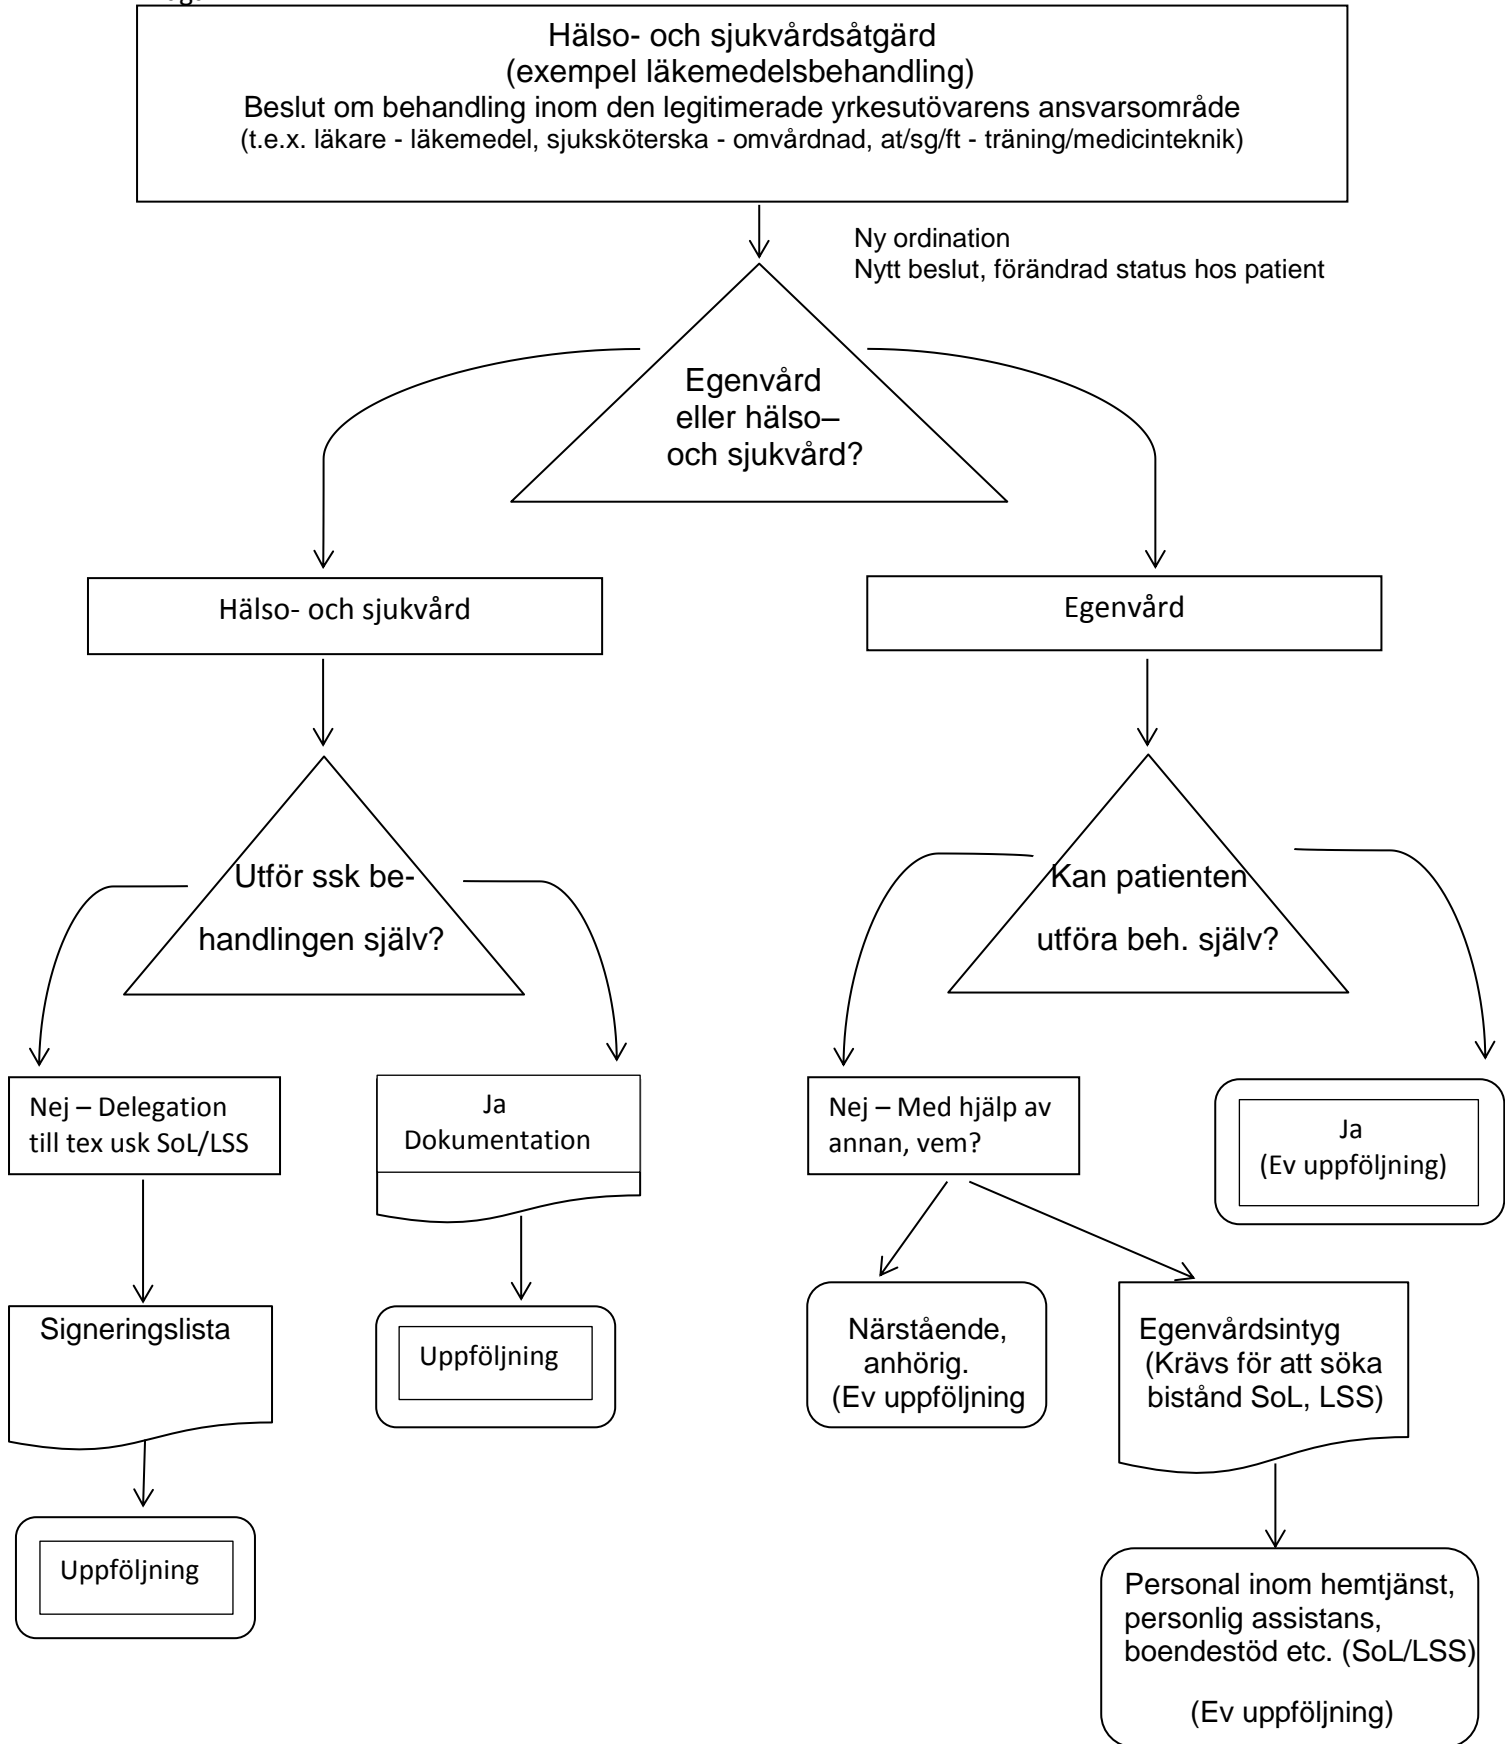 Hälso- och sjukvårdsåtgärd
(exempel läkemedelsbehandling)
Beslut om behandling inom den legitimerade yrkesutövarens ansvarsområde
(t.e.x. läkare - läkemedel, sjuksköterska - omvårdnad, at/sg/ft - träning/medicinteknik)
Ny ordination
Nytt beslut, förändrad status hos patient
Egenvård
eller hälso–
och sjukvård?
Hälso- och sjukvård
Egenvård
Utför ssk be-
handlingen själv?
Kan patienten
utföra beh. själv?
Nej – Delegation
till tex usk SoL/LSS
Ja
Dokumentation
Nej – Med hjälp av
annan, vem?
Ja
(Ev uppföljning)
Signeringslista
Uppföljning
Närstående,
anhörig.
(Ev uppföljning
Egenvårdsintyg
(Krävs för att söka
bistånd SoL, LSS)
Uppföljning
Personal inom hemtjänst,
personlig assistans,
boendestöd etc. (SoL/LSS)
(Ev uppföljning)